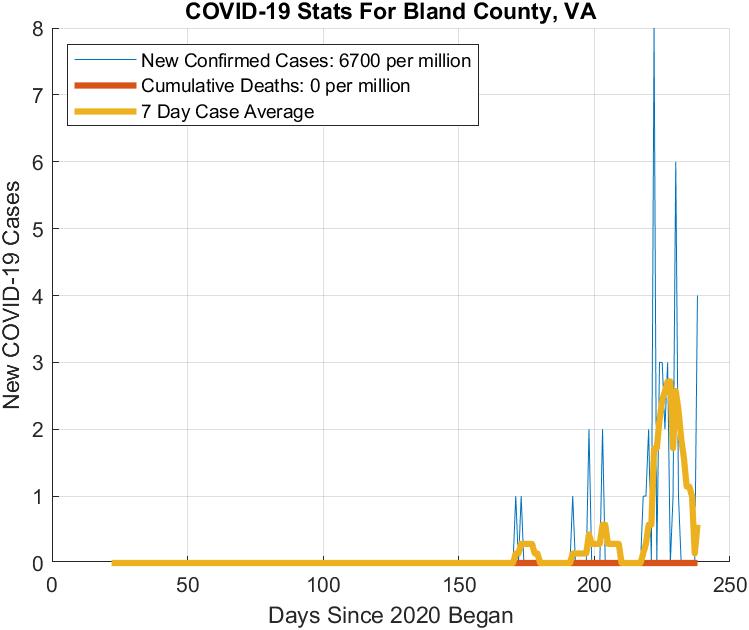 COVID-19 Stats For Bland County, VA
New Confirmed Cases: 6700 per million
Cumulative Deaths: 0 per million
7 Day Case Average
New COVID-19 Cases
8
7
6
5
4
3
2
1
0
0 50 100 150 200 250
Days Since 2020 Began